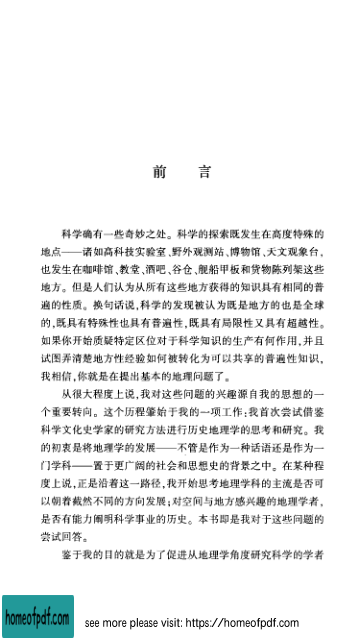 前 言
科学确有一些奇妙之处。科学的探索既发生在高度特殊的
地点——诸如高科技实验室、野外观测站、博物馆、天文观象台，
也发生在咖啡馆、教堂、酒吧、谷仓、舰船甲板和货物陈列架这些
地方。但是人们认为从所有这些地方获得的知识具有相同的普
遍的性质。换句话说，科学的发现被认为既是地方的也是全球
的，既具有特殊性也具有普遍性，既具有局限性又具有超越性。
如果你开始质疑特定区位对于科学知识的生产有何作用，并且
试图弄清楚地方性经验如何被转化为可以共享的普遍性知识，
我相信，你就是在提出基本的地理问题了。
从很大程度上说，我对这些问题的兴趣源自我的思想的一
个重要转向。这个历程肇始于我的一项工作：我首次尝试借鉴
科学文化史学家的研究方法进行历史地理学的思考和研究。我
的初衷是将地理学的发展——不管是作为一种话语还是作为一
门学科——置于更广阔的社会和思想史的背景之中。在某种程
度上说，正是沿着这一路径，我开始思考地理学科的主流是否可
以朝着截然不同的方向发展；对空间与地方感兴趣的地理学者，
是否有能力阐明科学事业的历史。本书即是我对于这些问题的
尝试回答。
鉴于我的目的就是为了促进从地理学角度研究科学的学者
homeofpdf.com
see more please visit: https://homeofpdf.com